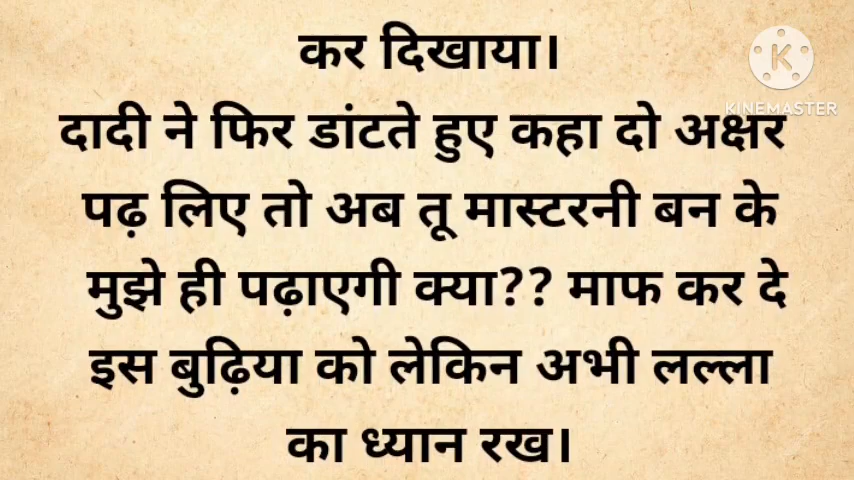 कर दिखाया।
KINEMASTER
दादी ने फिर डांटते हुए कहा दो अक्षर
पढ़ लिए तो अब तू मास्टरनी बन के
मुझे ही पढ़ाएगी क्या?? माफ कर दे
इस बुढ़िया को लेकिन अभी लल्ला
का ध्यान रख।